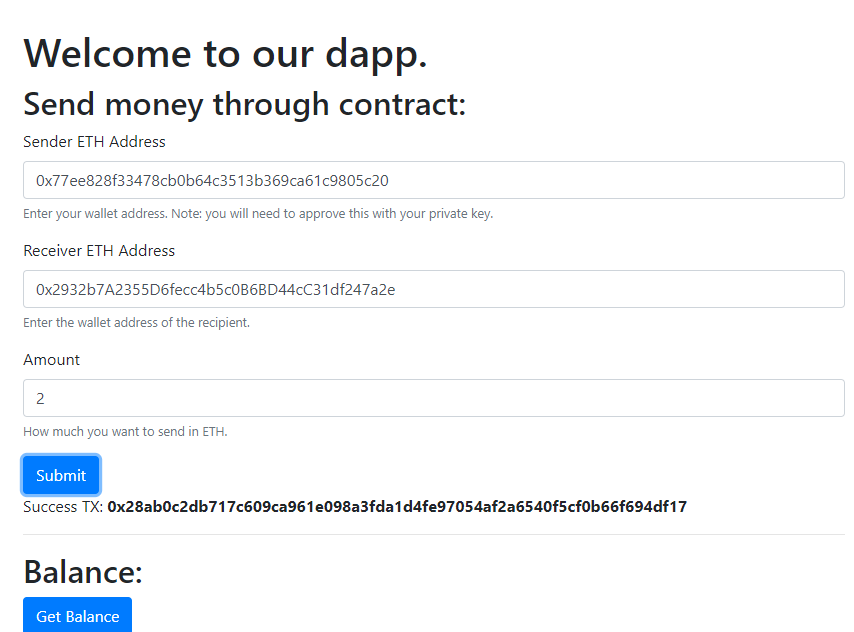 Welcome to our dapp.
Send money through contract:
Sender ETH Address
0x77ee828f33478cb0b64c3513b369ca61c9805c20
Enter your wallet address. Note: you will need to approve this with your private key.
Receiver ETH Address
0x2932b7A2355D6fecc4b5c0B6BD44cC31df247a2e
Enter the wallet address of the recipient.
Amount
2
How much you want to send in ETH.
Submit
Success TX: 0x28ab0c2db717c609ca961e098a3fda1d4fe97054af2a6540f5cf0b66f694df17
Balance:
Get Balance